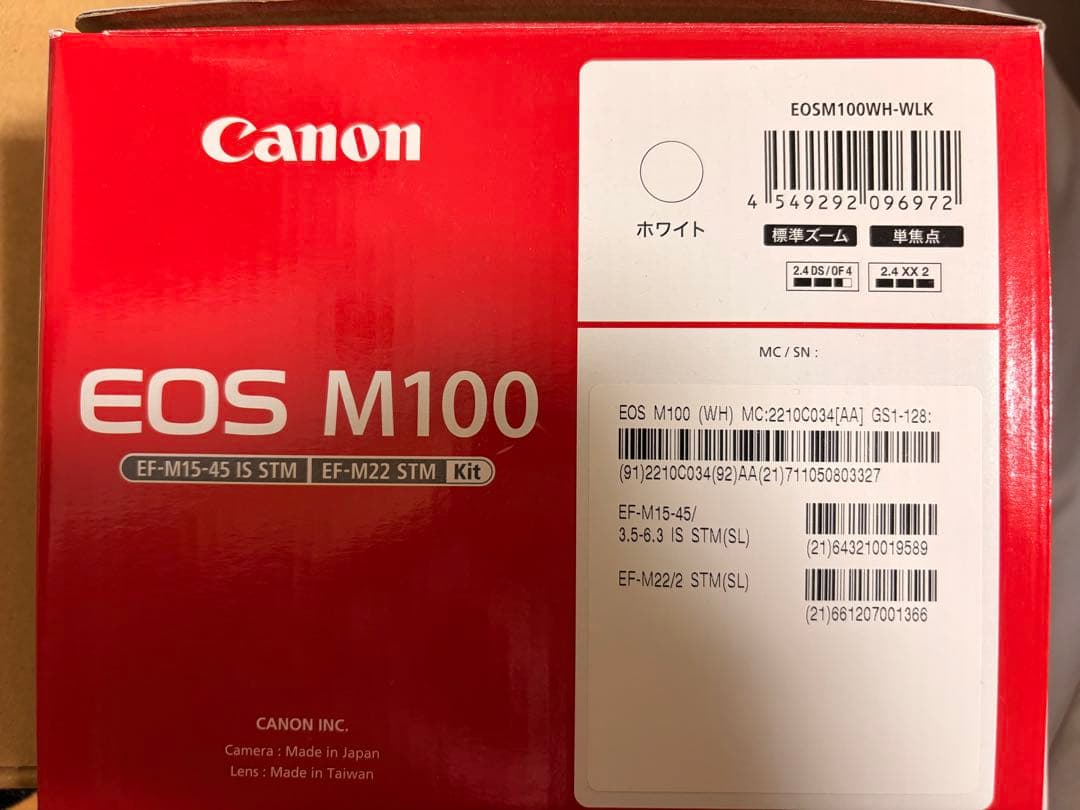 Canon
EOS M100
EF-M15-45 IS STM EF-M22 STM Kit
CANON INC.
Camera : Made in Japan
Lens : Made in Taiwan
ホワイト
EOSM100WH-WLK
4 549292 096972
標準ズーム 単焦点
2.4 DS/OF4 2.4 XX 2
MC / SN :
EOS M100 (WH) MC:2210C034[AA] GS1-128:
(91)2210C034(92)AA(21)711050803327
EF-M15-45/
3.5-6.3 IS STM(SL)
(21)643210019589
EF-M22/2 STM(SL)
(21)661207001366